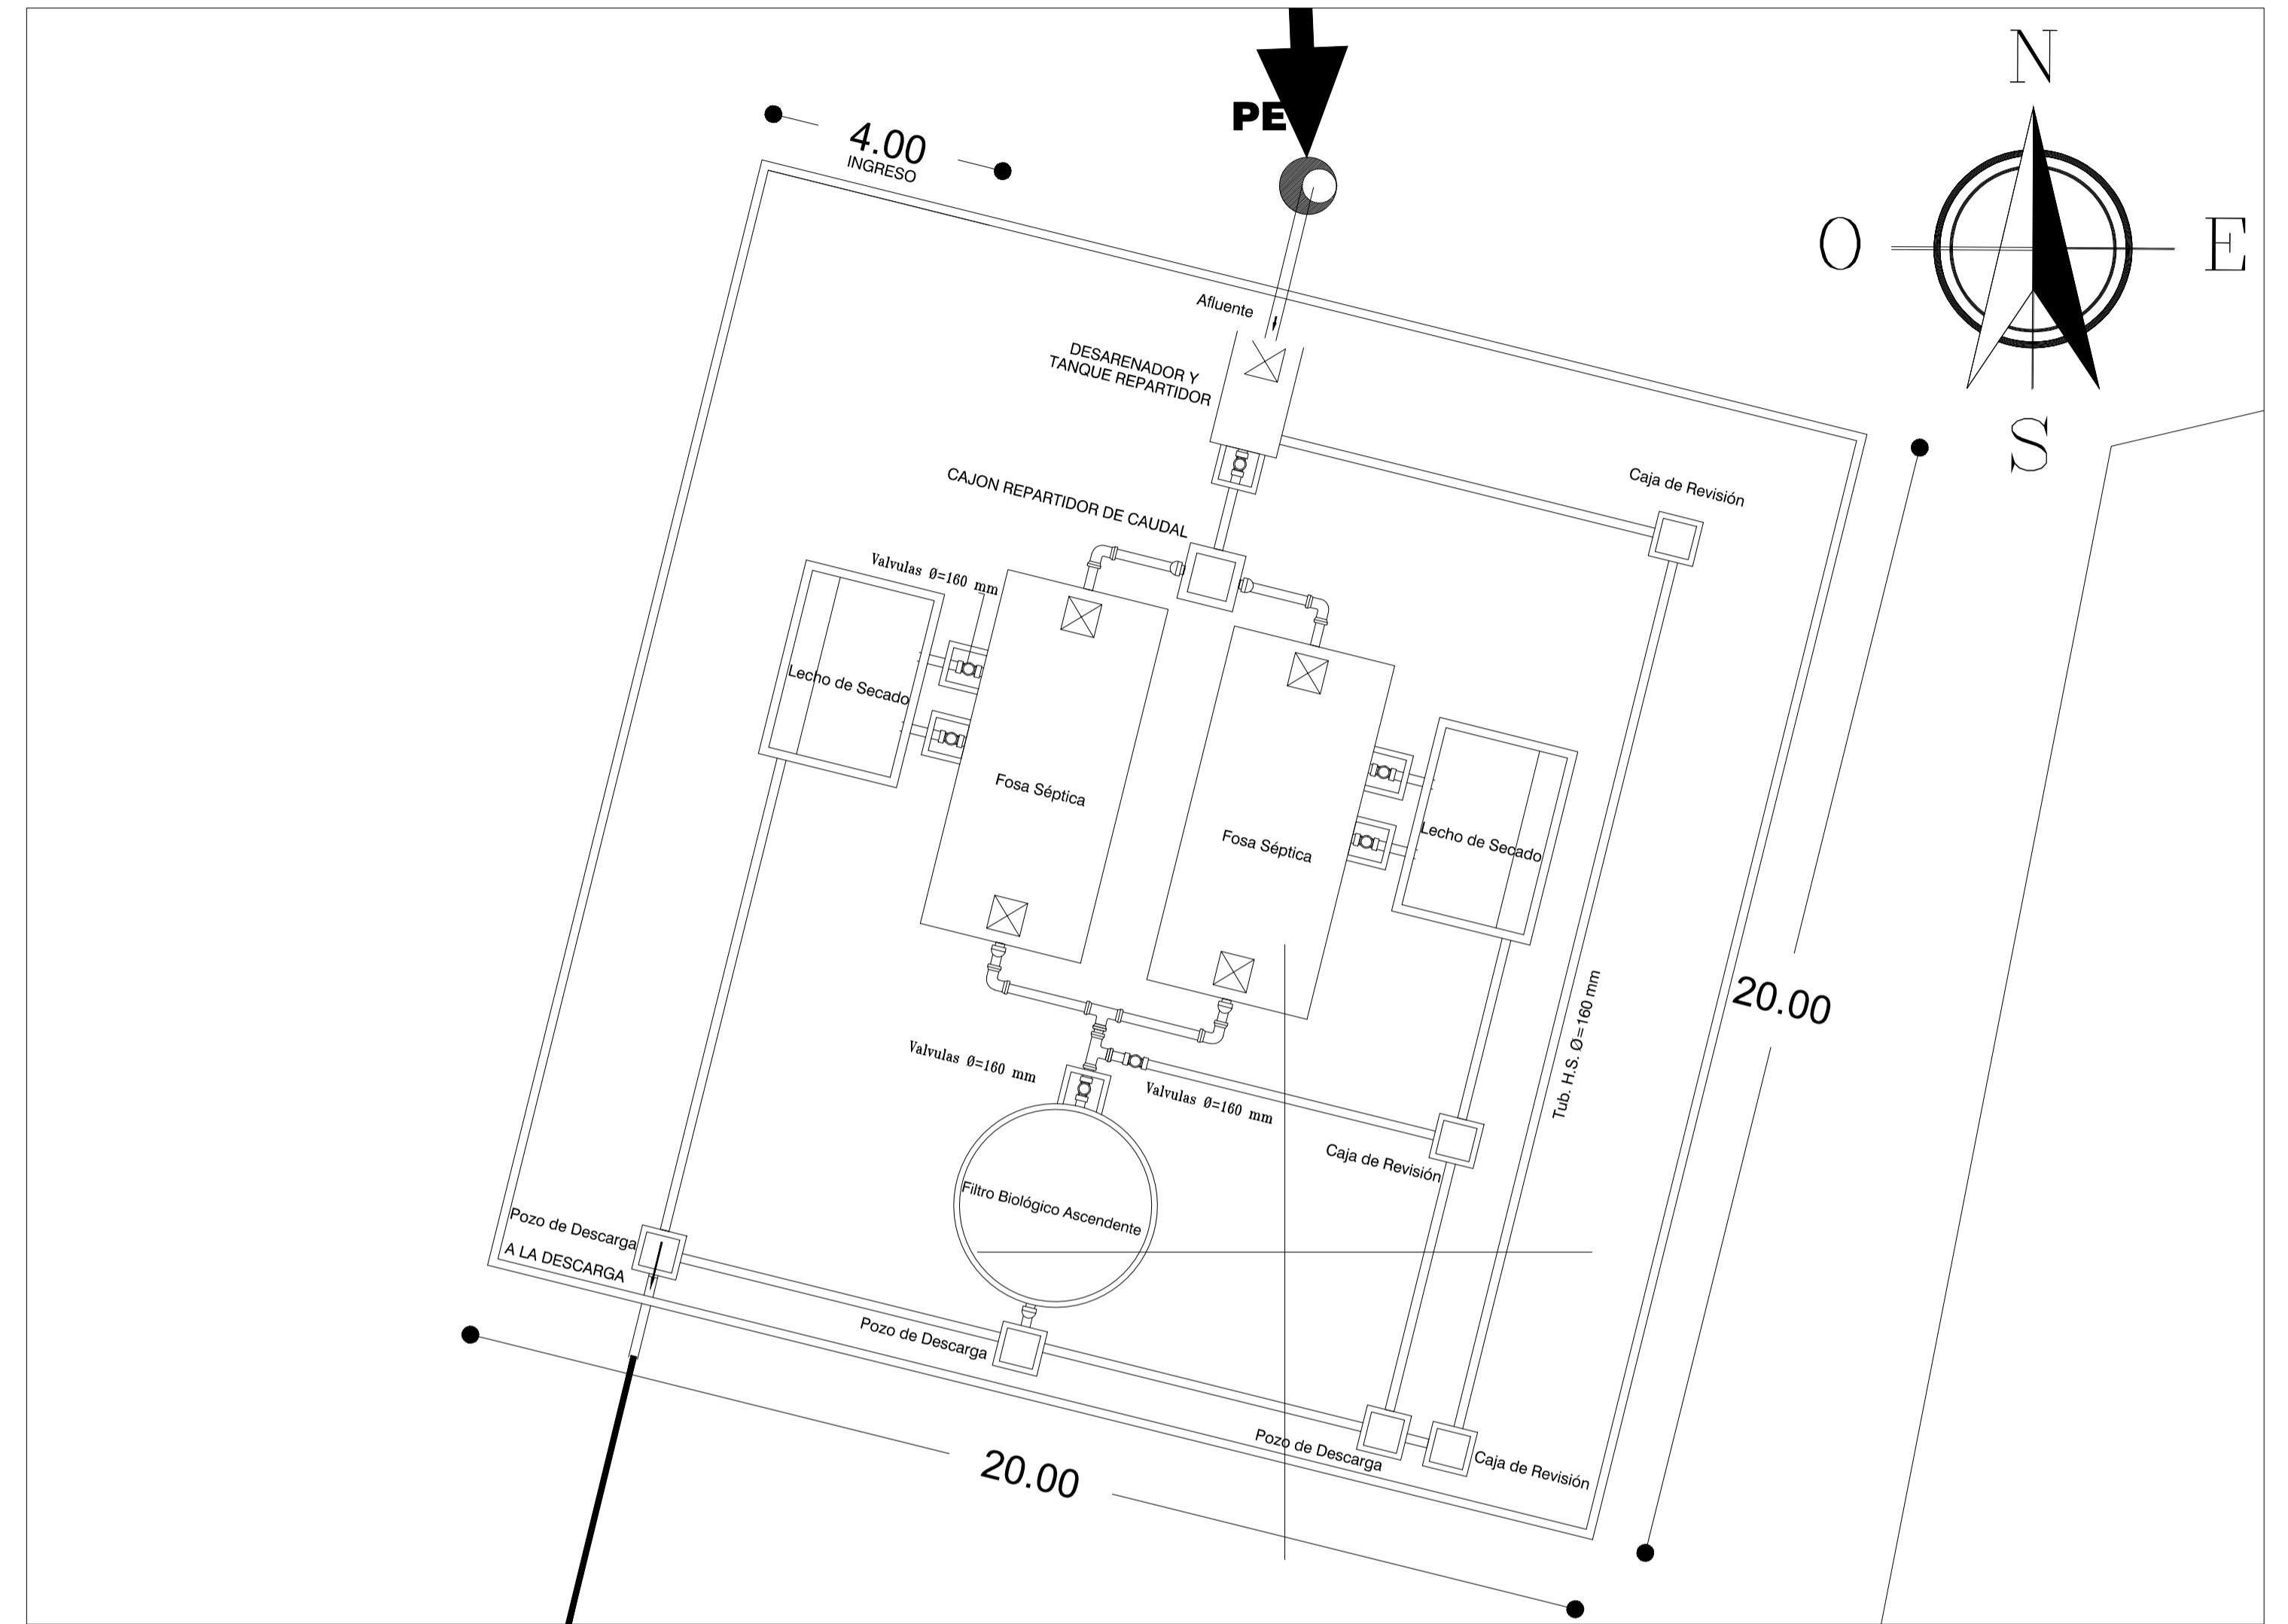 N
PE
4.00
INGRESO
O
E
S
Afluente
DESARENADOR Y
TANQUE REPARTIDOR
Caja de Revisión
CAJON REPARTIDOR DE CAUDAL
Valvulas Ø=160 mm
Lecho de Secado
Fosa Séptica
Fosa Séptica
Lecho de Secado
20.00
Tub. H.S. Ø=160 mm
Valvulas Ø=160 mm
Valvulas Ø=160 mm
Caja de Revisión
Filtro Biológico Ascendente
Pozo de Descarga
A LA DESCARGA
Pozo de Descarga
Pozo de Descarga
Caja de Revisión
20.00